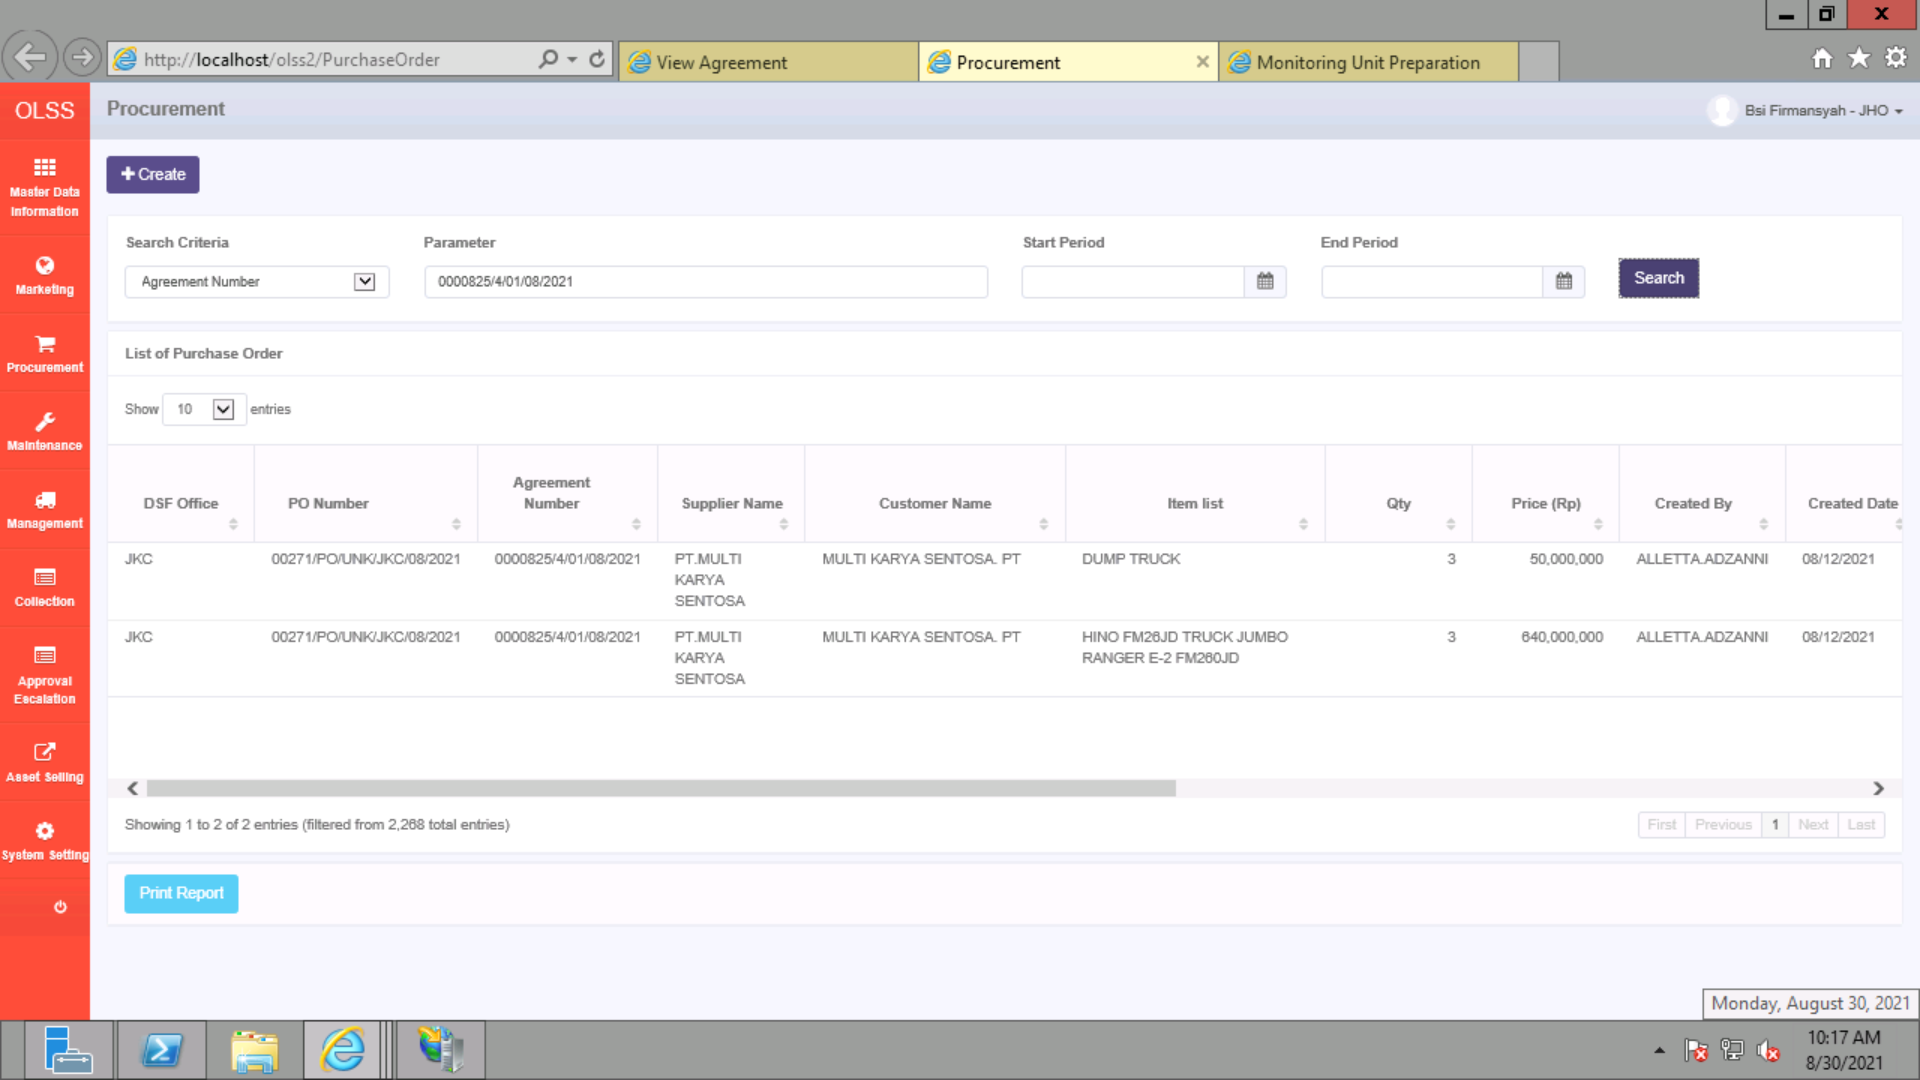 http://localhost/olss2/PurchaseOrder
View Agreement
Procurement
Monitoring Unit Preparation
OLSS
Procurement
Bsi Firmansyah - JHO
Master Data
Information
Marketing
Procurement
Maintenance
Management
Collection
Approval
Escalation
Asset Selling
System Setting
Create
Search Criteria
Parameter
Start Period
End Period
Agreement Number
0000825/4/01/08/2021
Search
List of Purchase Order
Show 10 entries
DSF Office
PO Number
Agreement
Number
Supplier Name
Customer Name
Item list
Qty
Price (Rp)
Created By
Created Date
JKC 00271/PO/UNK/JKC/08/2021 0000825/4/01/08/2021 PT.MULTI MULTI KARYA SENTOSA. PT DUMP TRUCK 3 50,000,000 ALLETTA.ADZANNI 08/12/2021
KARYA
SENTOSA
JKC 00271/PO/UNK/JKC/08/2021 0000825/4/01/08/2021 PT.MULTI MULTI KARYA SENTOSA. PT HINO FM26JD TRUCK JUMBO 3 640,000,000 ALLETTA.ADZANNI 08/12/2021
KARYA RANGER E-2 FM260JD
SENTOSA
Showing 1 to 2 of 2 entries (filtered from 2,268 total entries)
First Previous 1 Next Last
Print Report
Monday, August 30, 2021
10:17 AM
8/30/2021